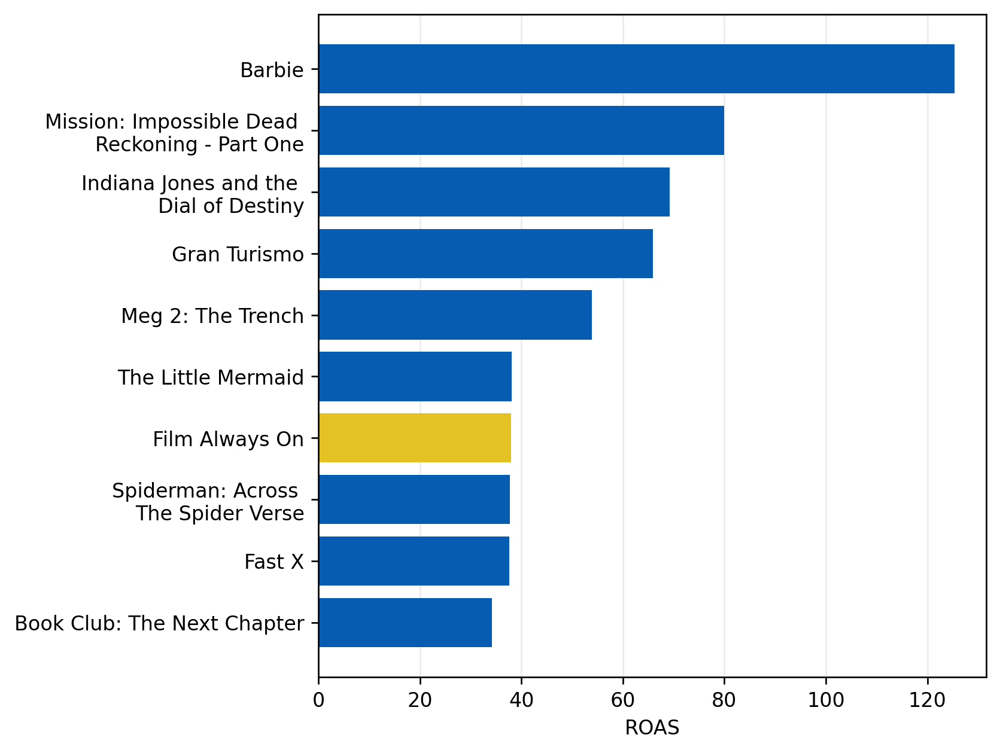 Barbie
Mission: Impossible Dead
Reckoning - Part One
Indiana Jones and the
Dial of Destiny
Gran Turismo
Meg 2: The Trench
The Little Mermaid
Film Always On
Spiderman: Across
The Spider Verse
Fast X
Book Club: The Next Chapter
0 20 40 60 80 100 120
ROAS